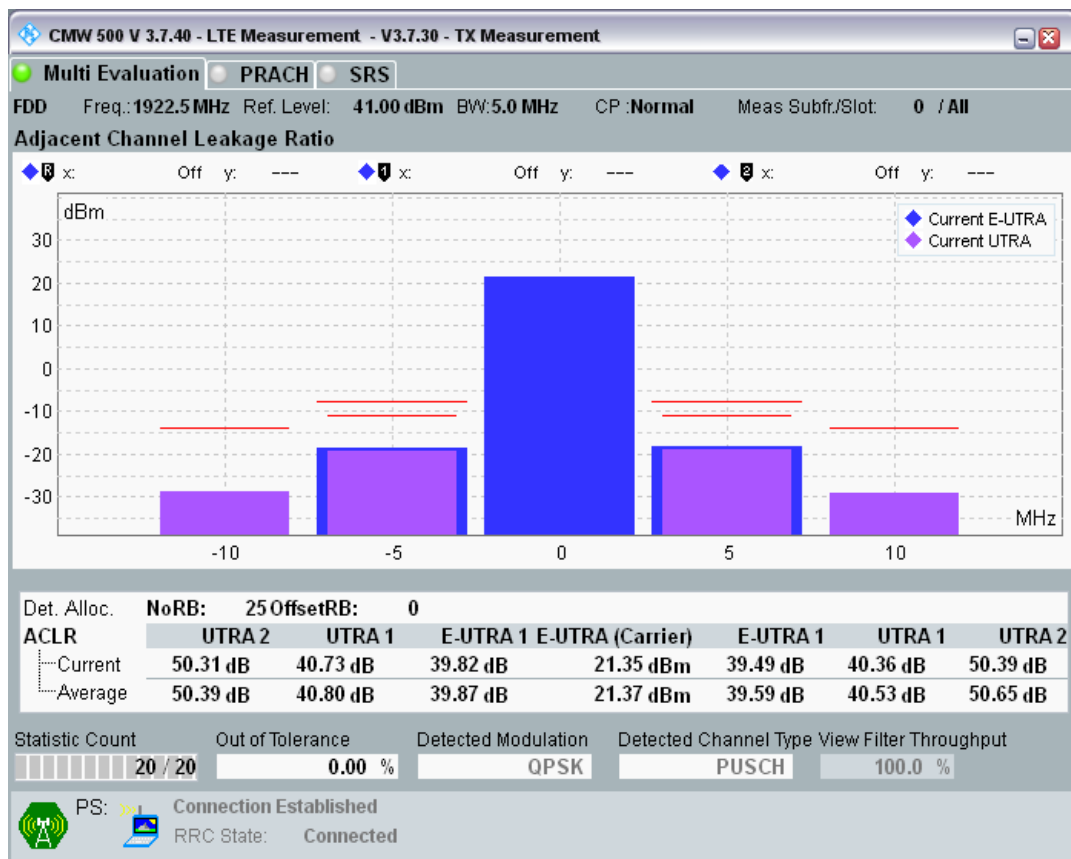 CMW 500 V 3.7.40 - LTE Measurement - V3.7.30 - TX Measurement
Multi Evaluation PRACH SRS
FDD Freq.:1922.5 MHz Ref. Level: 41.00 dBm BW:5.0 MHz CP :Normal Meas Subfr./Slot: 0 / All
Adjacent Channel Leakage Ratio
R x: Off y: --- 1 x: Off y: --- 2 x: Off y: ---
dBm
Current E-UTRA
Current UTRA
30
20
10
0
-10
-20
-30
MHz
-10 -5 0 5 10
Det. Alloc. NoRB: 25 OffsetRB: 0
ACLR UTRA 2 UTRA 1 E-UTRA 1 E-UTRA (Carrier) E-UTRA 1 UTRA 1 UTRA 2
Current 50.31 dB 40.73 dB 39.82 dB 21.35 dBm 39.49 dB 40.36 dB 50.39 dB
Average 50.39 dB 40.80 dB 39.87 dB 21.37 dBm 39.59 dB 40.53 dB 50.65 dB
Statistic Count Out of Tolerance Detected Modulation Detected Channel Type View Filter Throughput
20 / 20 0.00 % QPSK PUSCH 100.0 %
PS: Connection Established
RRC State: Connected